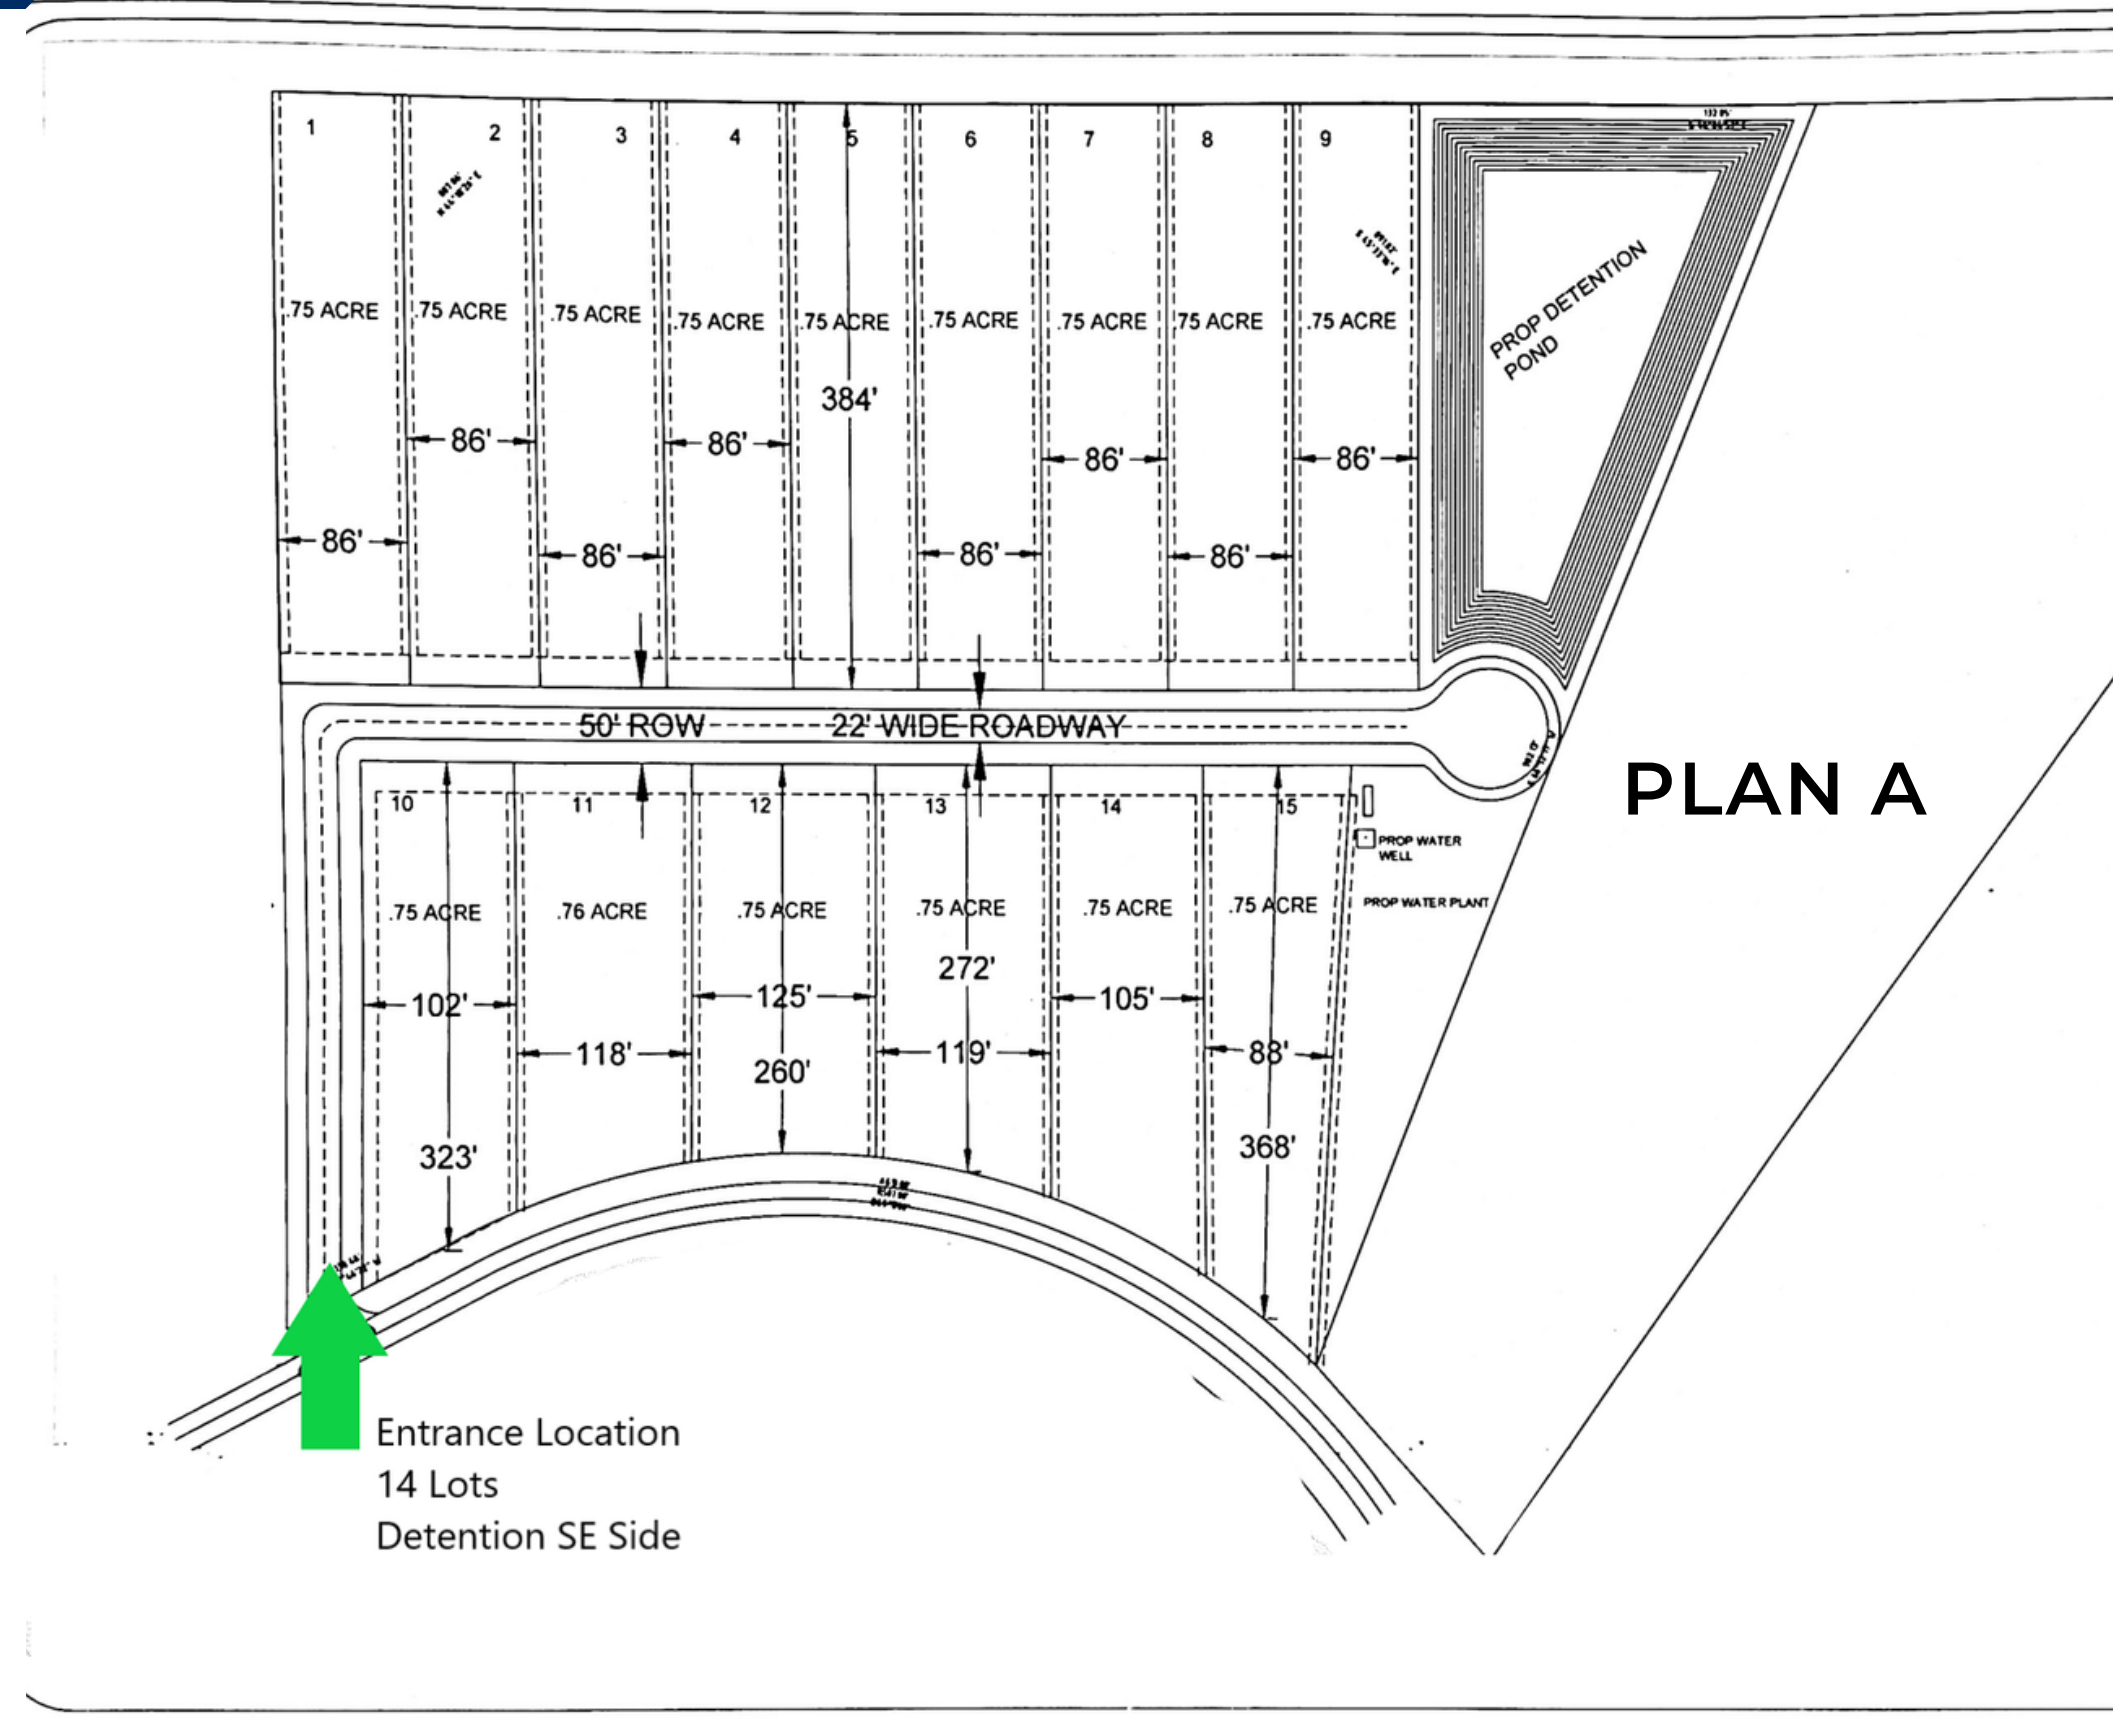 1
2
3
4
5
6
7
8
9
.75 ACRE
.75 ACRE
.75 ACRE
.75 ACRE
.75 ACRE
.75 ACRE
.75 ACRE
.75 ACRE
.75 ACRE
PROP DETENTION
POND
384'
86'
86'
86'
86'
86'
86'
86'
86'
50' ROW
22' WIDE ROADWAY
PLAN A
10
11
12
13
14
15
PROP WATER
WELL
PROP WATER PLANT
.75 ACRE
.76 ACRE
.75 ACRE
.75 ACRE
.75 ACRE
.75 ACRE
272'
102'
125'
105'
118'
119'
88'
260'
323'
368'
Entrance Location
14 Lots
Detention SE Side